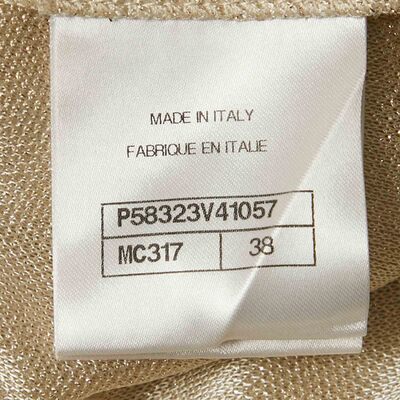 MADE IN ITALY
FABRIQUE EN ITALIE
P58323V41057
MC317 38